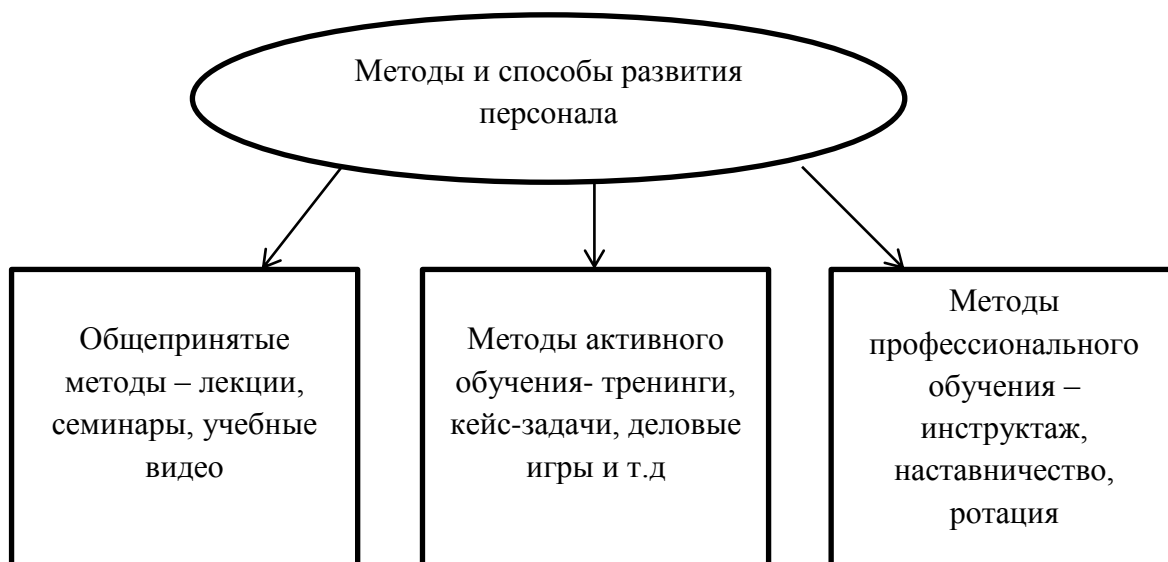 Методы и способы развития
персонала
Общепринятые
методы – лекции,
семинары, учебные
видео
Методы активного
обучения- тренинги,
кейс-задачи, деловые
игры и т.д
Методы
профессионального
обучения –
инструктаж,
наставничество,
ротация